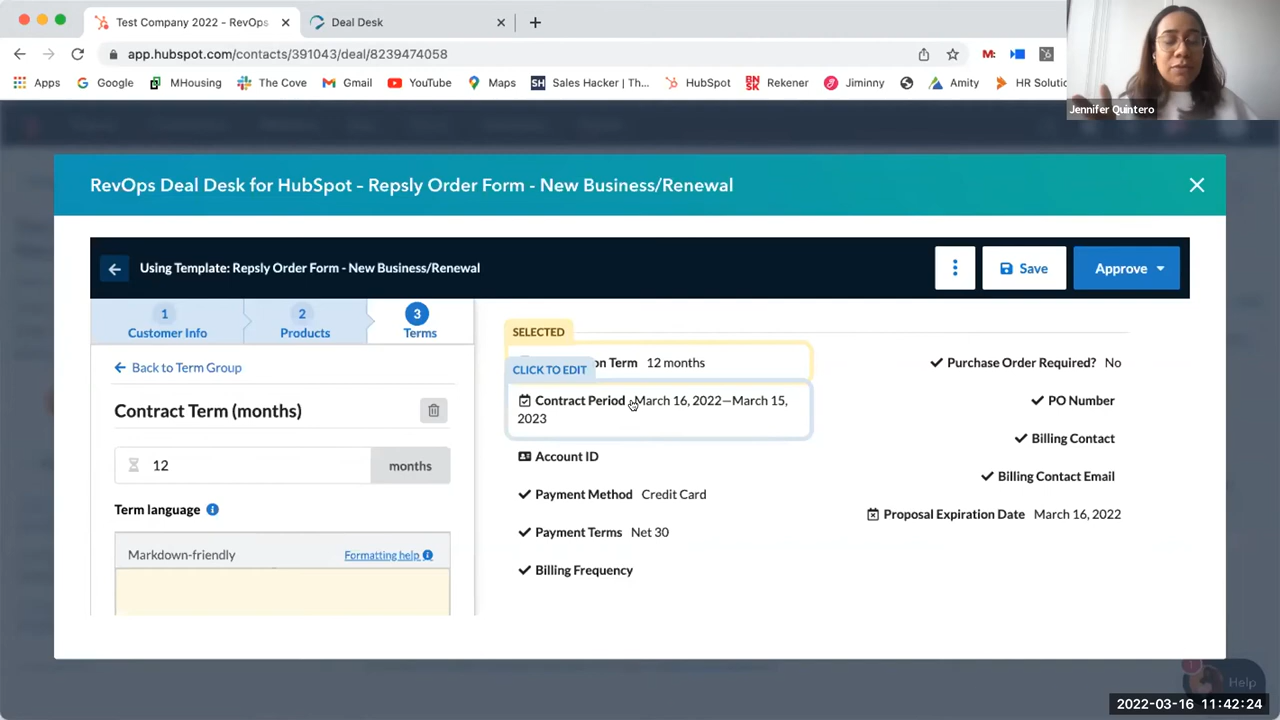 Test Company 2022 - RevOps
Deal Desk
app.hubspot.com/contacts/391043/deal/8239474058
Apps Google MHousing The Cove Gmail YouTube Maps SH Sales Hacker | Th... HubSpot BNSK Rekener Jiminny Amity HR Solutio
M:
Jennifer Quintero
RevOps Deal Desk for HubSpot - Repsly Order Form - New Business/Renewal
Using Template: Repsly Order Form - New Business/Renewal
Save
Approve
1 2 3
Customer Info Products Terms
Back to Term Group
Contract Term (months)
12 months
Term language
Markdown-friendly Formatting help
SELECTED
on Term 12 months
CLICK TO EDIT
Contract Period March 16, 2022—March 15,
2023
Account ID
Payment Method Credit Card
Payment Terms Net 30
Billing Frequency
Purchase Order Required? No
PO Number
Billing Contact
Billing Contact Email
Proposal Expiration Date March 16, 2022
1
Help
2022-03-16 11:42:24